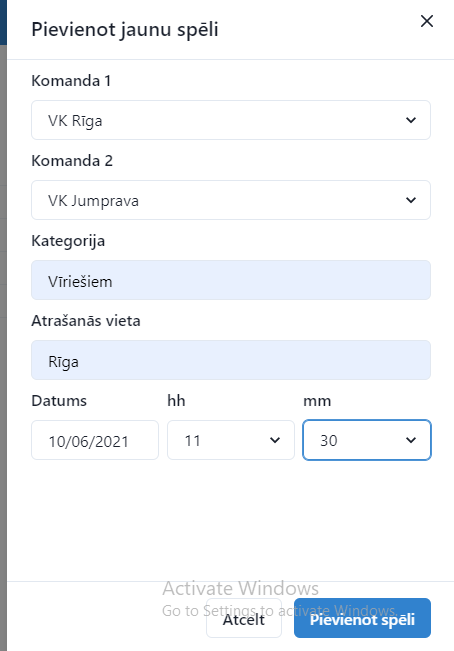 Pievienot jaunu spēli
Komanda 1
VK Rīga
Komanda 2
VK Jumprava
Kategorija
Vīriešiem
Atrašanās vieta
Rīga
Datums hh mm
10/06/2021 11 30
Activate Windows
Go to Settings to activate Windows.
Atcelt Pievienot spēli